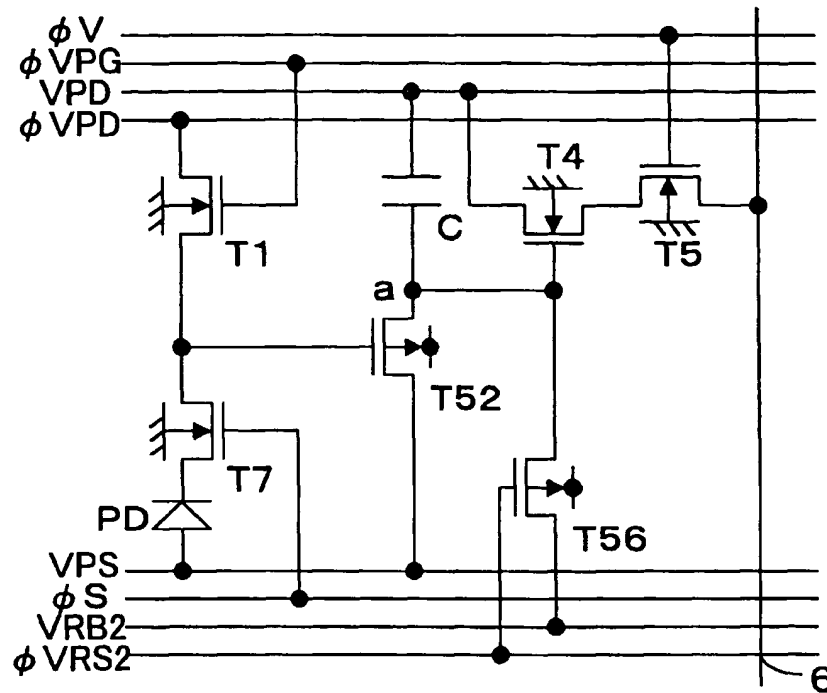 φV
φVPG
VPD
φVPD
T4
C
T5
T1
a
T52
T7
PD
T56
VPS
φS
VRB2
φVRS2
6